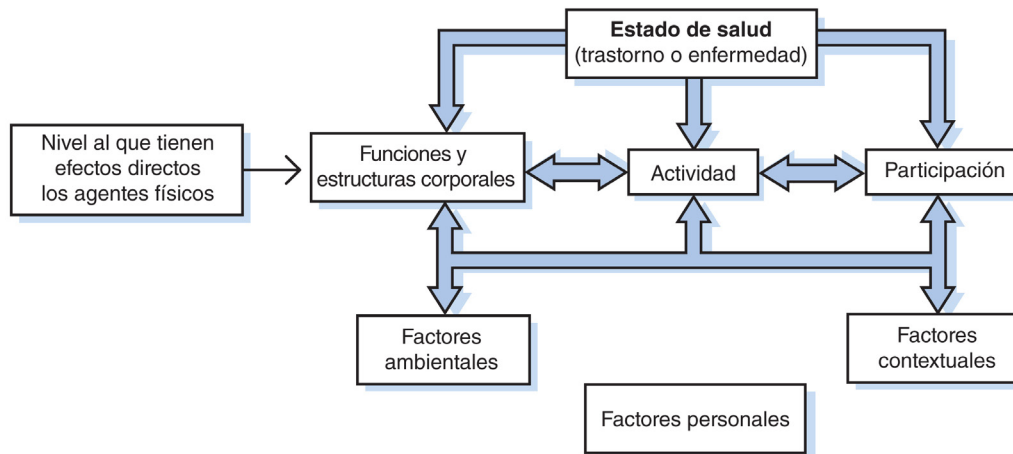 Estado de salud
(trastorno o enfermedad)
Nivel al que tienen
efectos directos
los agentes físicos
Funciones y
estructuras corporales
Actividad
Participación
Factores
ambientales
Factores
contextuales
Factores personales